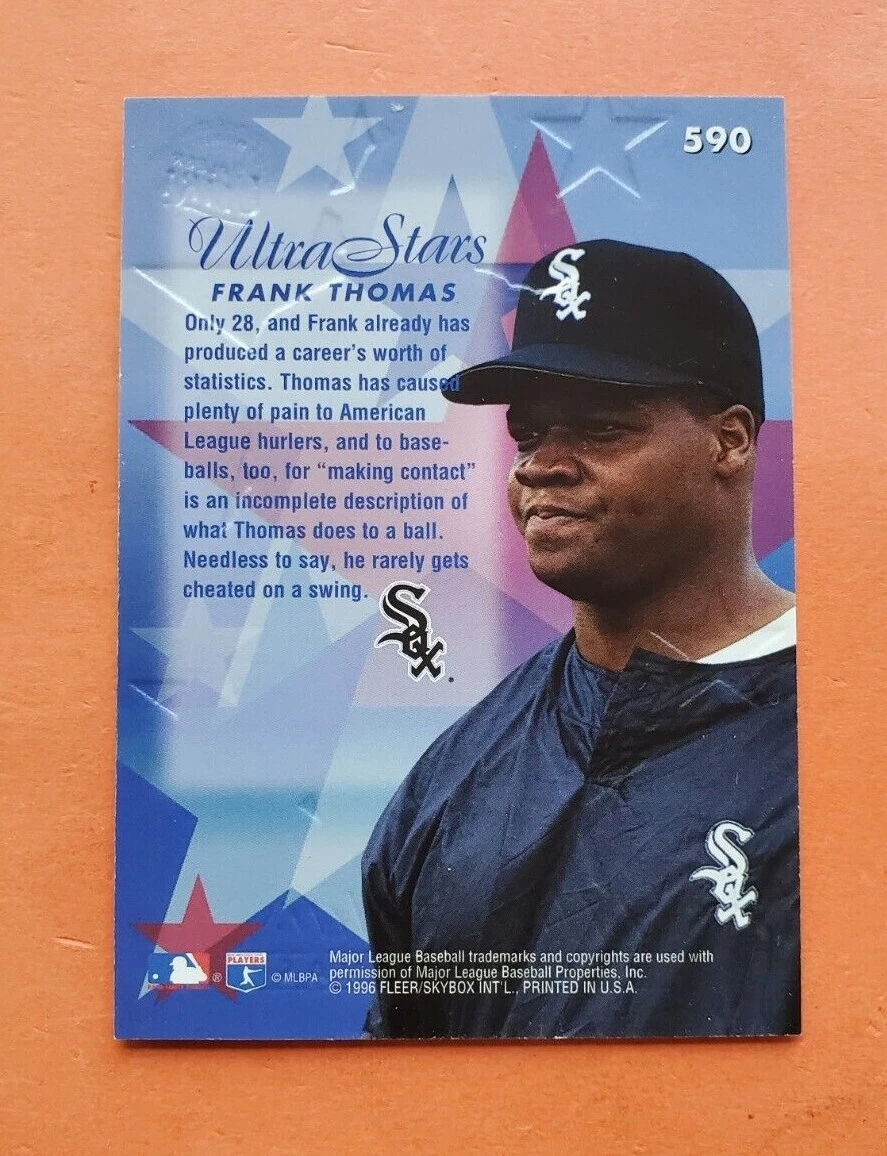 590
Ultra Stars
FRANK THOMAS
Only 28, and Frank already has
produced a career's worth of
statistics. Thomas has caused
plenty of pain to American
League hurlers, and to base-
balls, too, for "making contact"
is an incomplete description of
what Thomas does to a ball.
Needless to say, he rarely gets
cheated on a swing.
Sox
Sox
Sox
PLAYERS
® © MLBPA
Major League Baseball trademarks and copyrights are used with
permission of Major League Baseball Properties, Inc.
© 1996 FLEER/SKYBOX INT'L., PRINTED IN U.S.A.